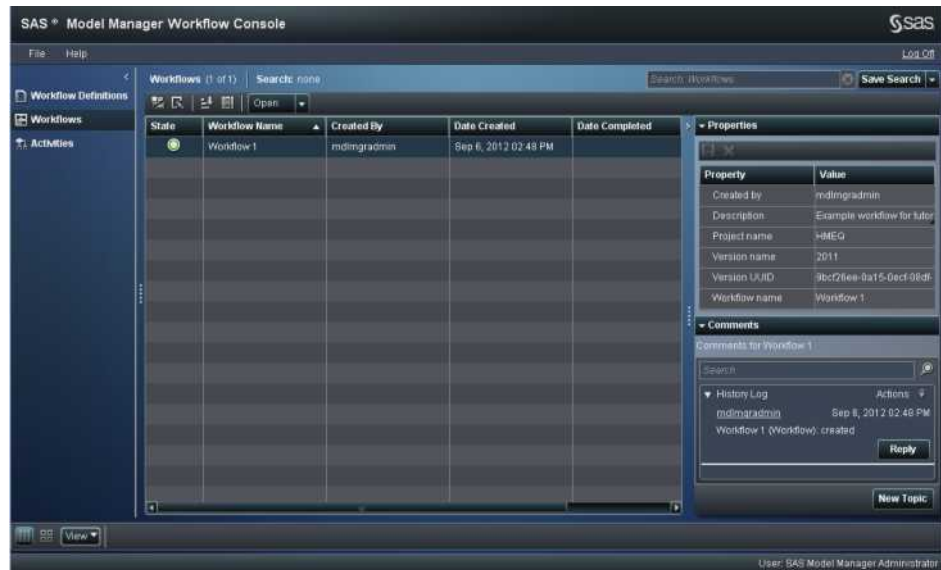 SAS ® Model Manager Workflow Console
sas
File Help
Log Off
Workflow Definitions
Workflows
Activities
Workflows (1 of 1) Search: none
Search Workflows
Save Search
Open
State Workflow Name Created By Date Created Date Completed
Workflow 1 mdlmgradmin Sep 6, 2012 02:48 PM
Properties
Property Value
Created by mdlmgradmin
Description Example workflow for tutor
Project name HMEQ
Version name 2011
Version UUID
Workflow name Workflow 1
Comments
Comments for Workflow 1
Search
History Log Actions
mdlmgradmin Sep 6, 2012 02:48 PM
Workflow 1 (Workflow): created
Reply
New Topic
View
User: SAS Model Manager Administrator